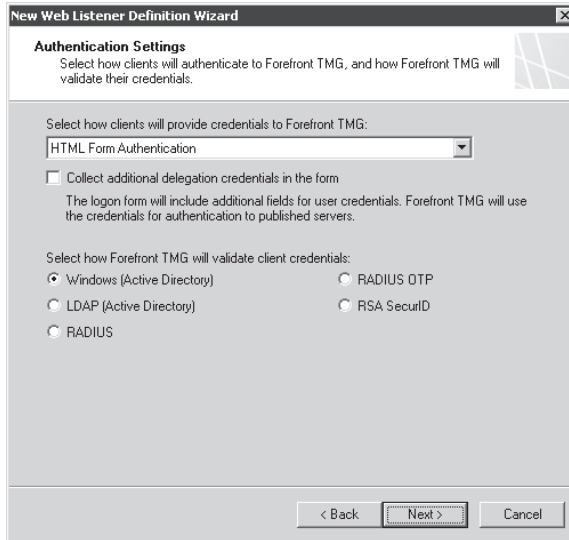 New Web Listener Definition Wizard
Authentication Settings
Select how clients will authenticate to Forefront TMG, and how Forefront TMG will
validate their credentials.
Select how clients will provide credentials to Forefront TMG:
HTML Form Authentication
Collect additional delegation credentials in the form
The logon form will include additional fields for user credentials. Forefront TMG will use
the credentials for authentication to published servers.
Select how Forefront TMG will validate client credentials:
Windows (Active Directory) RADIUS OTP
LDAP (Active Directory) RSA SecurID
RADIUS
< Back Next > Cancel